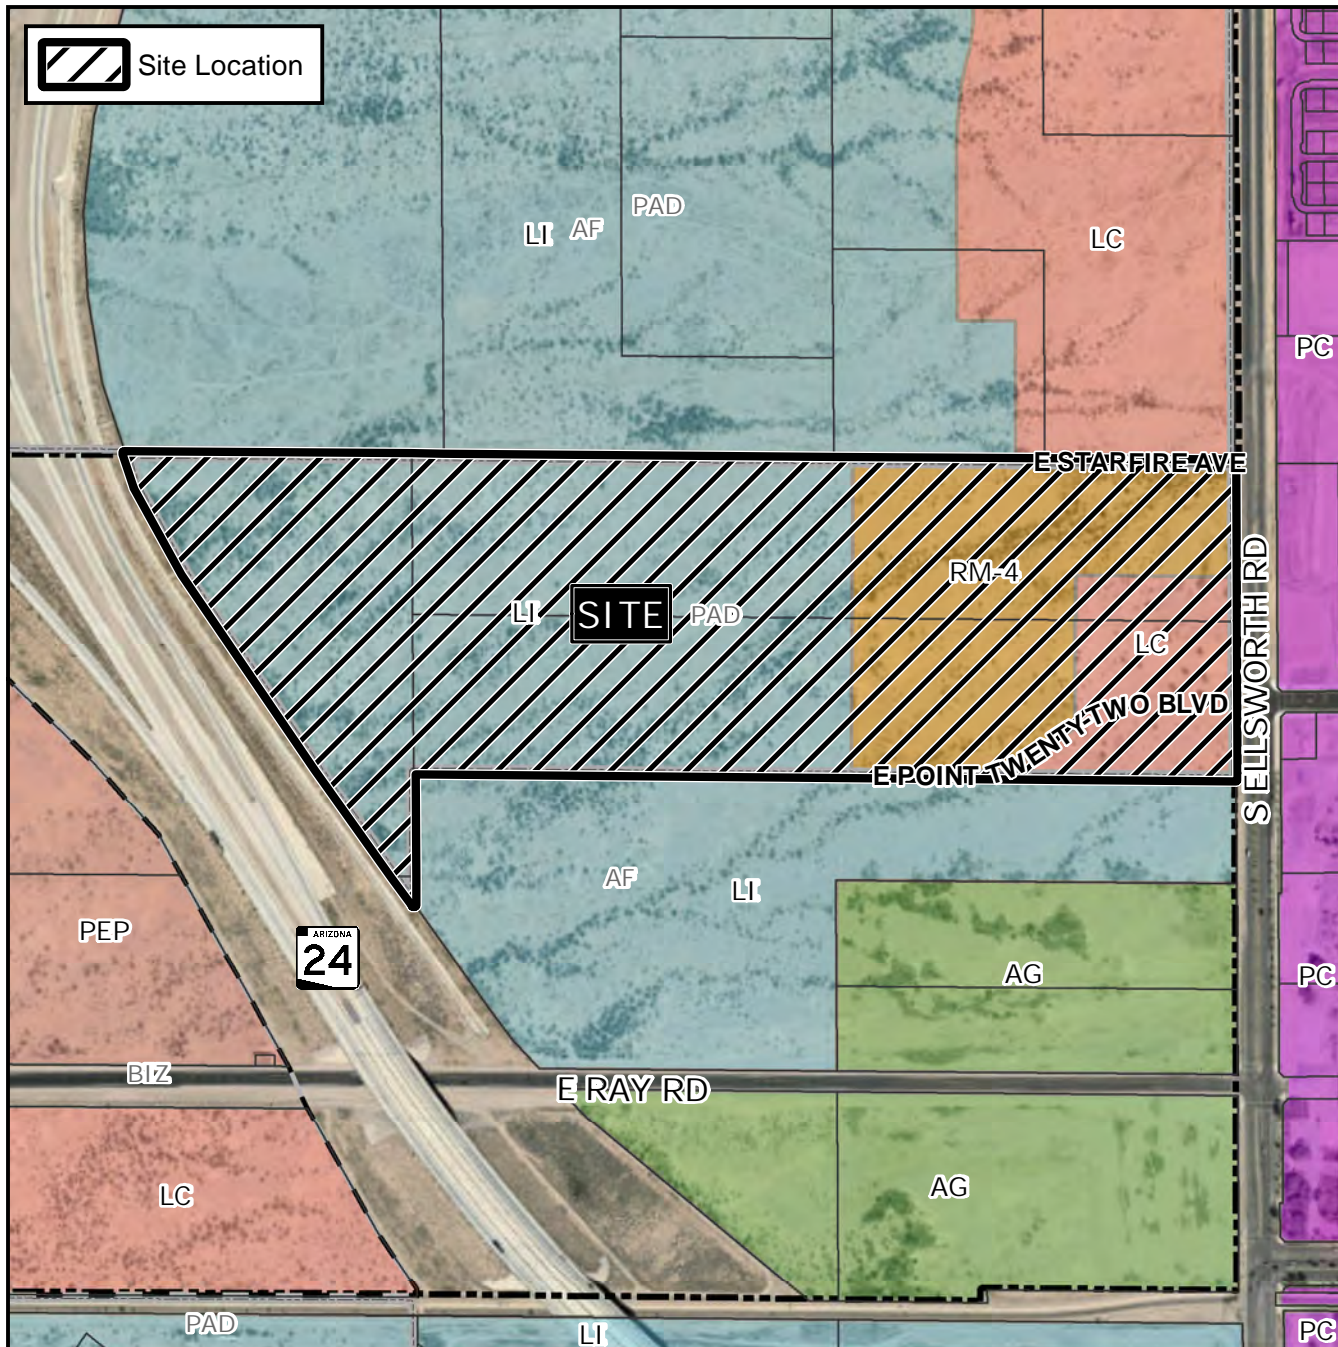 Site Location
PAD
LI
AF
LC
PC
E STARFIRE AVE
RM-4
LI
SITE
PAD
LC
S ELLSWORTH RD
E POINT TWENTY-TWO BLVD
AF
LI
PEP
ARIZONA
24
AG
PC
BIZ
E RAY RD
LC
AG
PAD
LI
PC